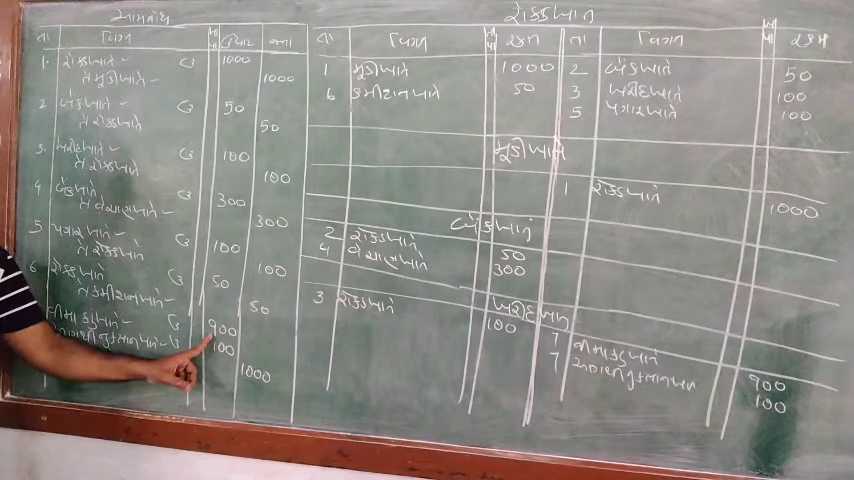 આમનોંધ
તા વિગત ખા પા ઉધાર જમા
1. રોકડખાતે ઉ 1000
તે મૂડીખાતે 1000
2 બેંકખાતે ઉ 50
તે રોકડખાતે 50
3. ખરીદખાતે ઉ 100
તે રોકડખાતે 100
4 બેંકખાતે ઉ 300
તે વેચાણખાતે 300
5 પગારખાતે ઉ 100
તે રોકડખાતે 100
6 રોકડખાતે ઉ 50
તે કમીશનખાતે 50
વીમાકંપનીખાતે ઉ 900
ઉ 100
1000
રોકડખાતુ
તા વિગત ખા પા રકમ તા વિગત ખા પા રકમ
1 મૂડીખાતે 1000 2 બેંકખાતે 50
6 કમીશનખાતે 50 3 ખરીદખાતે 100
5 પગારખાતે 100
મૂડીખાતુ
1 રોકડખાતે 1000
બેંકખાતુ
2 રોકડખાતે 50
4 વેચાણખાતે 300
ખરીદખાતુ
3 રોકડખાતે 100
7 900
7 100